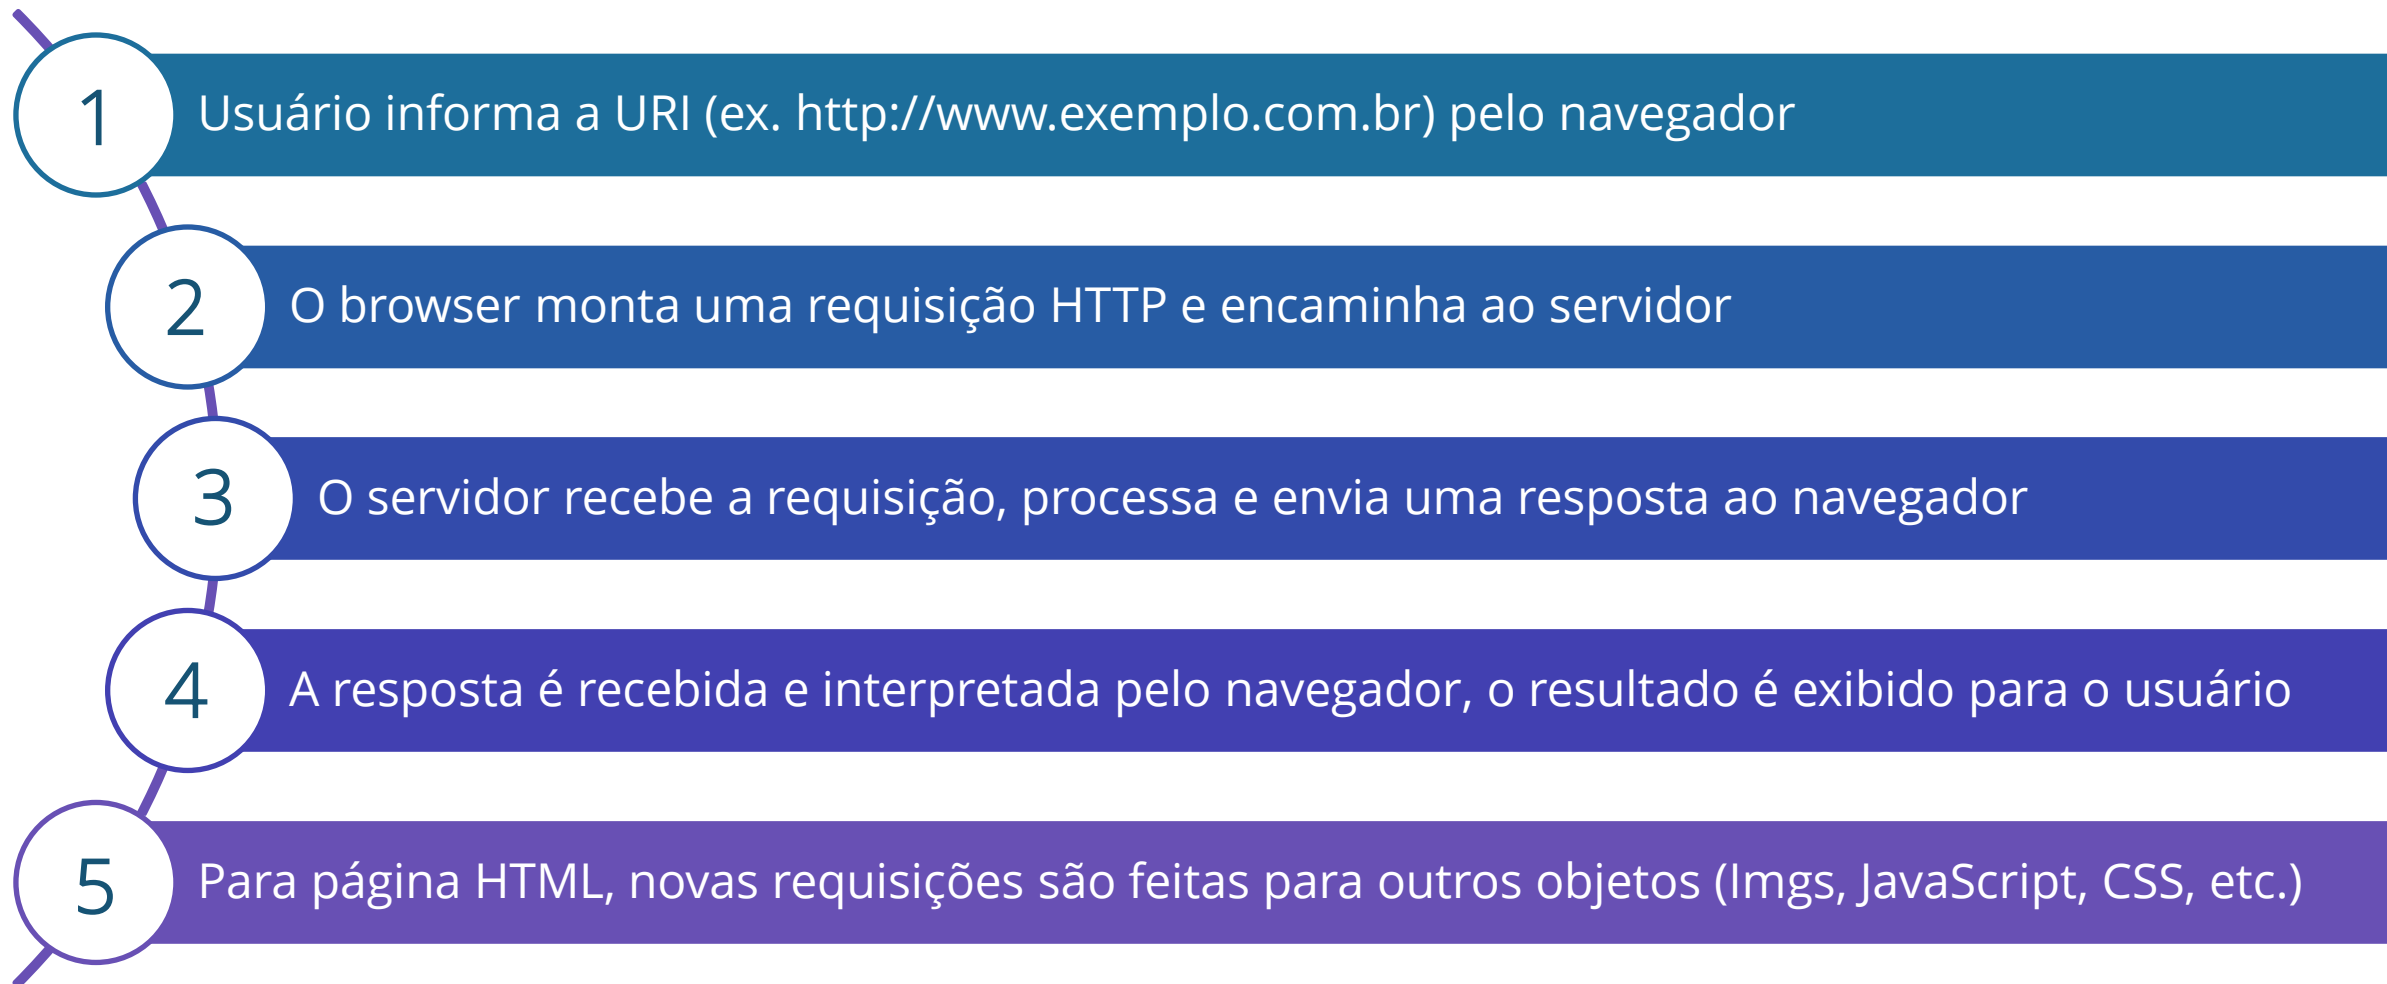 1
Usuário informa a URI (ex. http://www.exemplo.com.br) pelo navegador
2
O browser monta uma requisição HTTP e encaminha ao servidor
3
O servidor recebe a requisição, processa e envia uma resposta ao navegador
4
A resposta é recebida e interpretada pelo navegador, o resultado é exibido para o usuário
5
Para página HTML, novas requisições são feitas para outros objetos (Imgs, JavaScript, CSS, etc.)